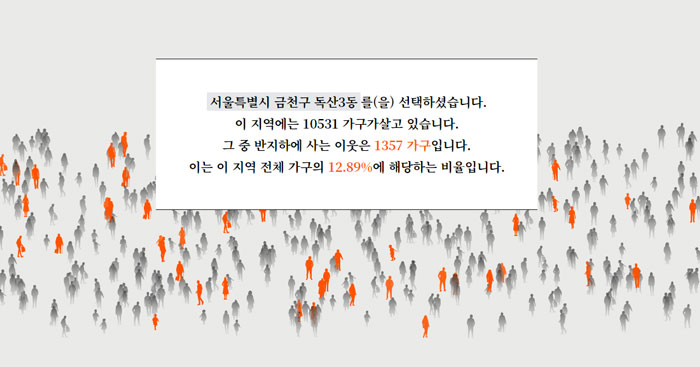 서울특별시 금천구 독산3동 를(을) 선택하셨습니다.
이 지역에는 10531 가구가살고 있습니다.
그 중 반지하에 사는 이웃은 1357 가구입니다.
이는 이 지역 전체 가구의 12.89%에 해당하는 비율입니다.